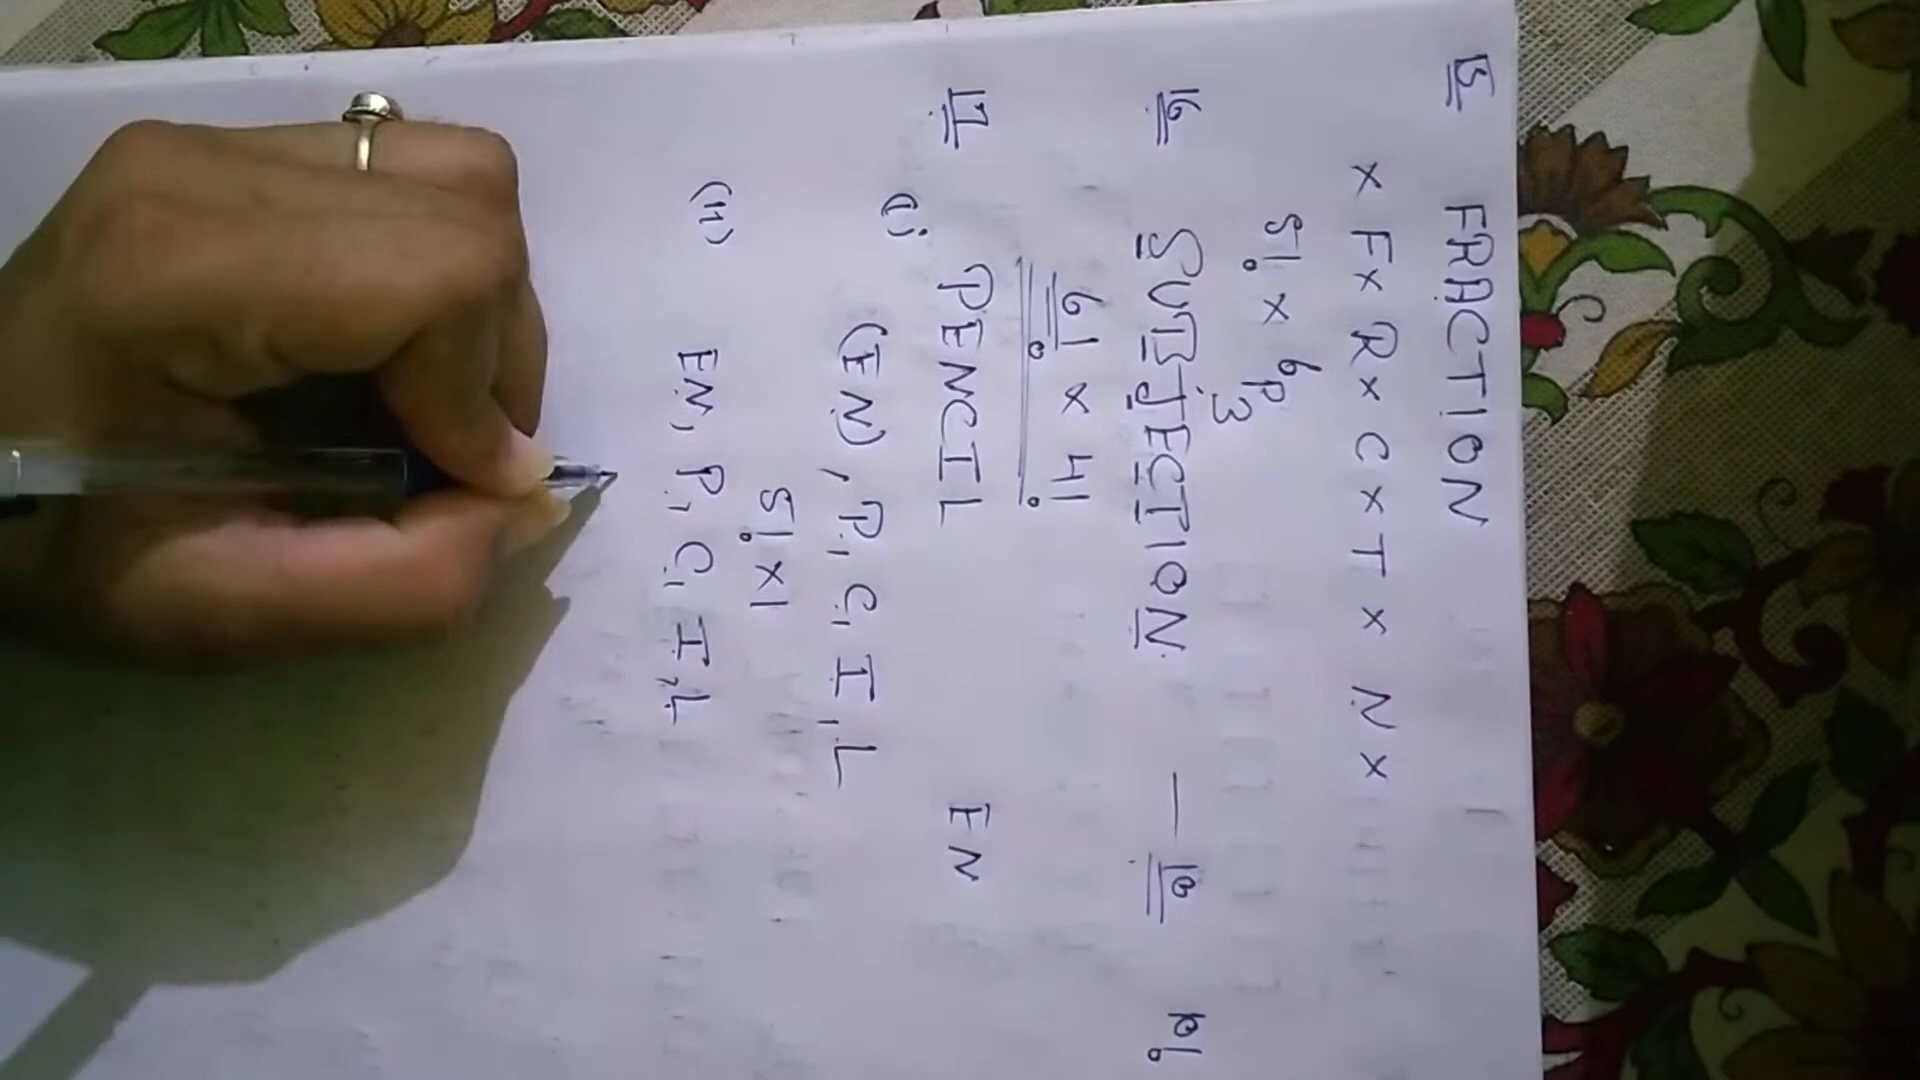 15 FRACTION
× F × R × C × T × N ×
5! × 6P3
16 SUBJECTION — 10 10!
6! × 4!
17 PENCIL EN
(i) (EN), P, C, I, L
5! × 1
(ii) EN, P, C, I, L